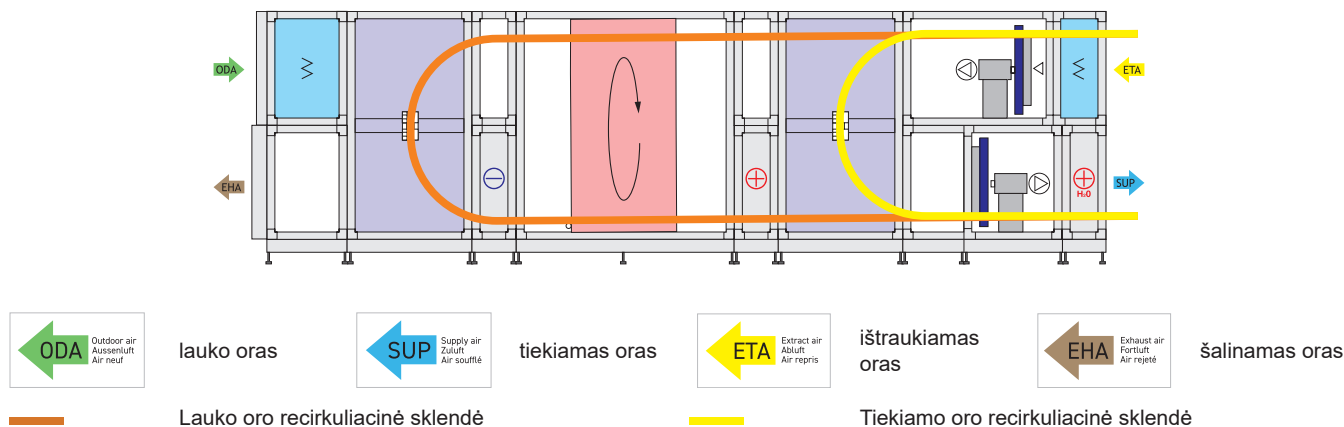 ODA
ETA
EHA
SUP
H₂O
ODA
Outdoor air
Aussenluft
Air neuf
lauko oras
SUP
Supply air
Zuluft
Air soufflé
tiekiamas oras
ETA
Extract air
Abluft
Air repris
ištraukiamas
oras
EHA
Exhaust air
Fortluft
Air rejeté
šalinamas oras
Lauko oro recirkuliacinė sklendė
Tiekiamo oro recirkuliacinė sklendė